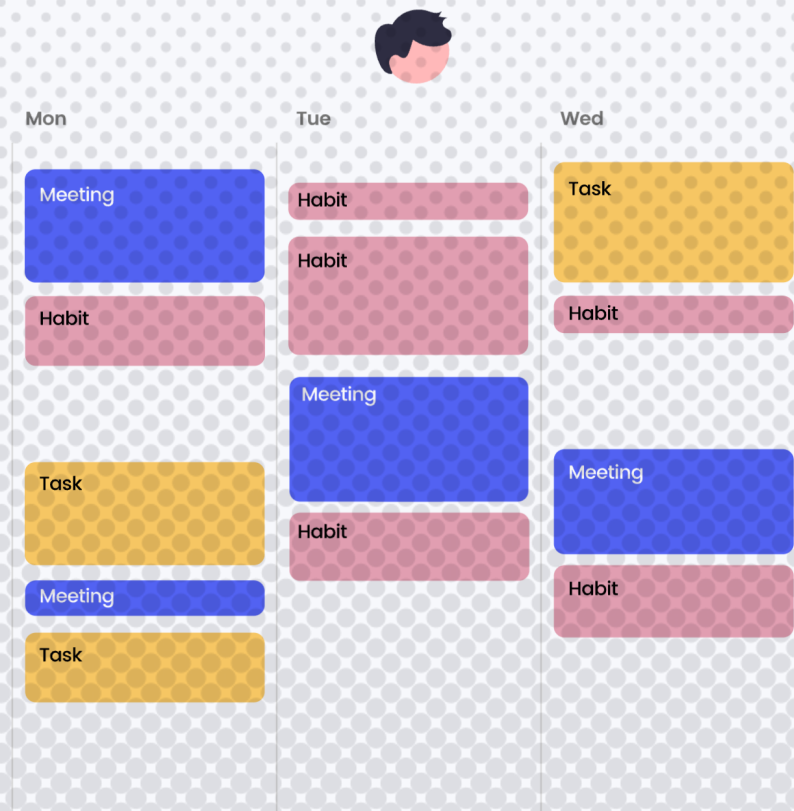 Mon
Tue
Wed
Meeting
Habit
Task
Meeting
Task
Habit
Habit
Meeting
Habit
Task
Habit
Meeting
Habit